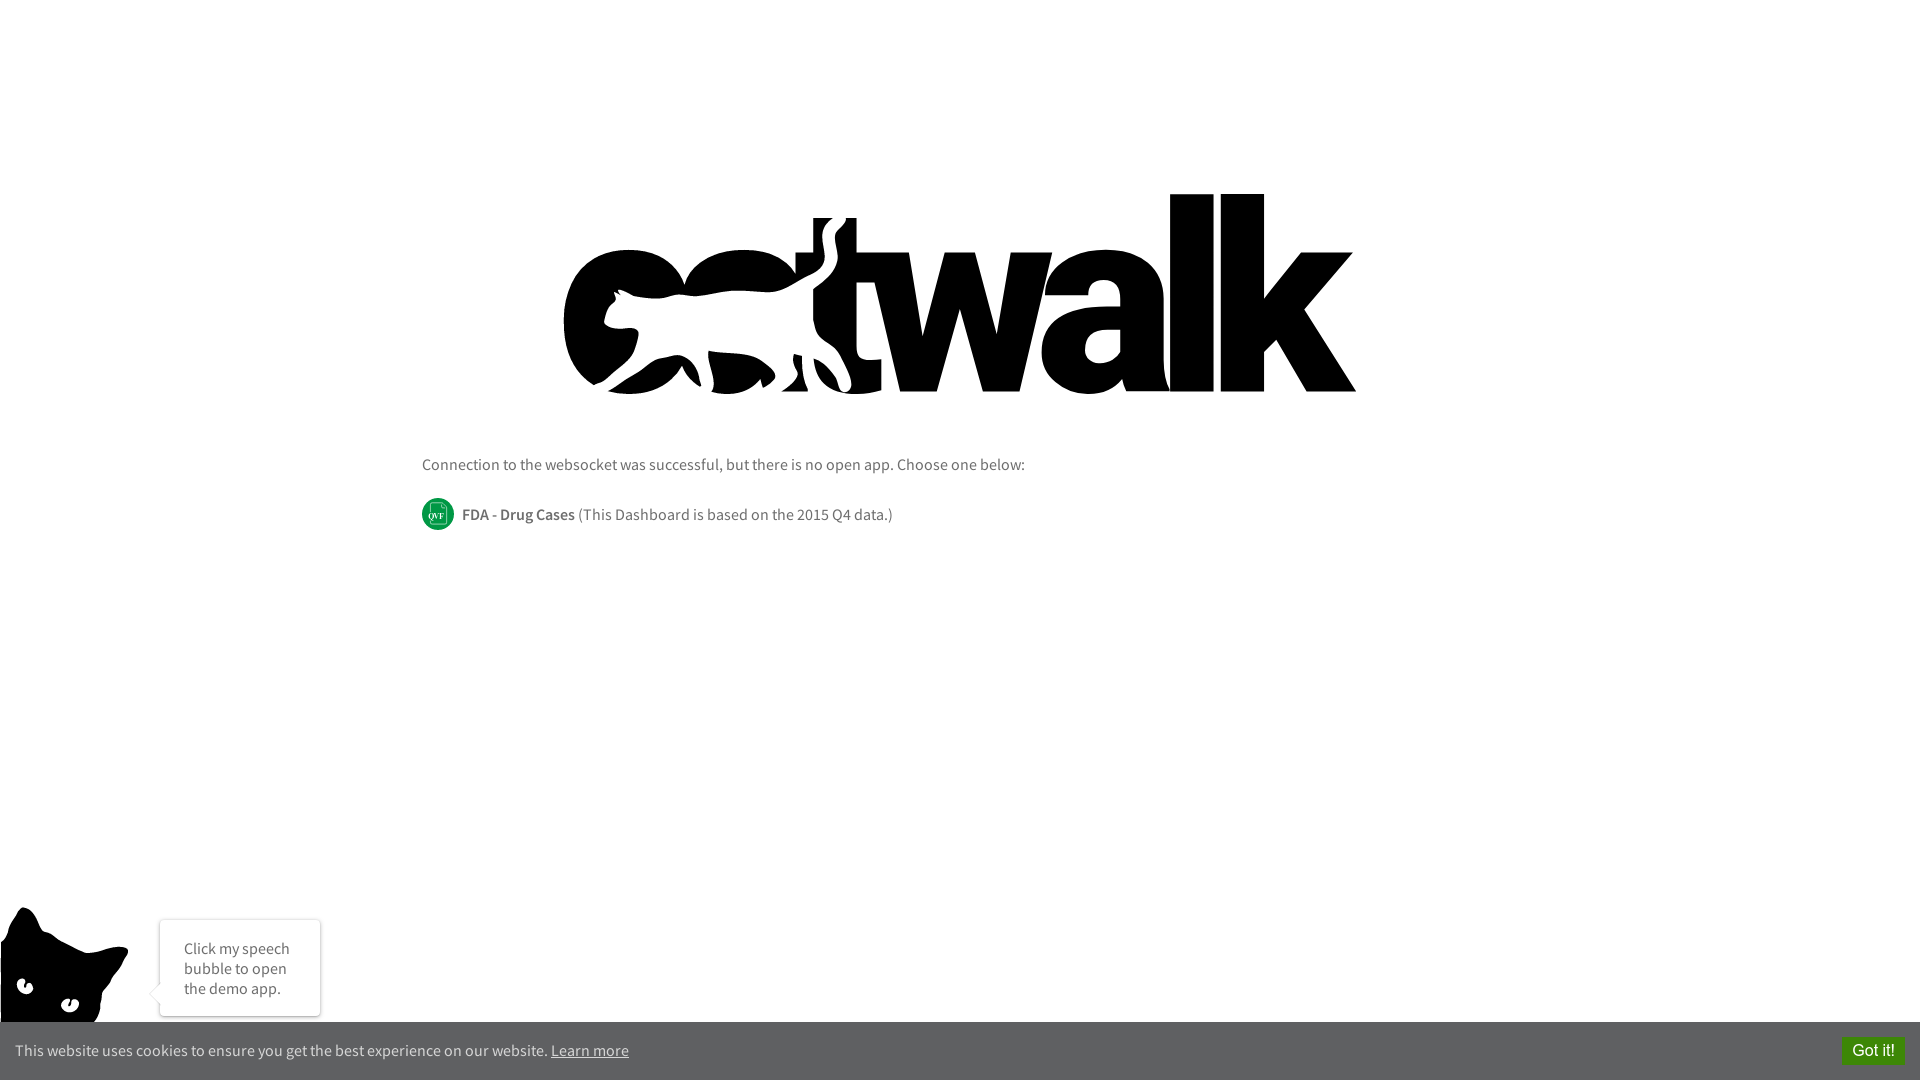 catwalk
Connection to the websocket was successful, but there is no open app. Choose one below:
QVF
FDA - Drug Cases (This Dashboard is based on the 2015 Q4 data.)
Click my speech
bubble to open
the demo app.
This website uses cookies to ensure you get the best experience on our website. Learn more
Got it!